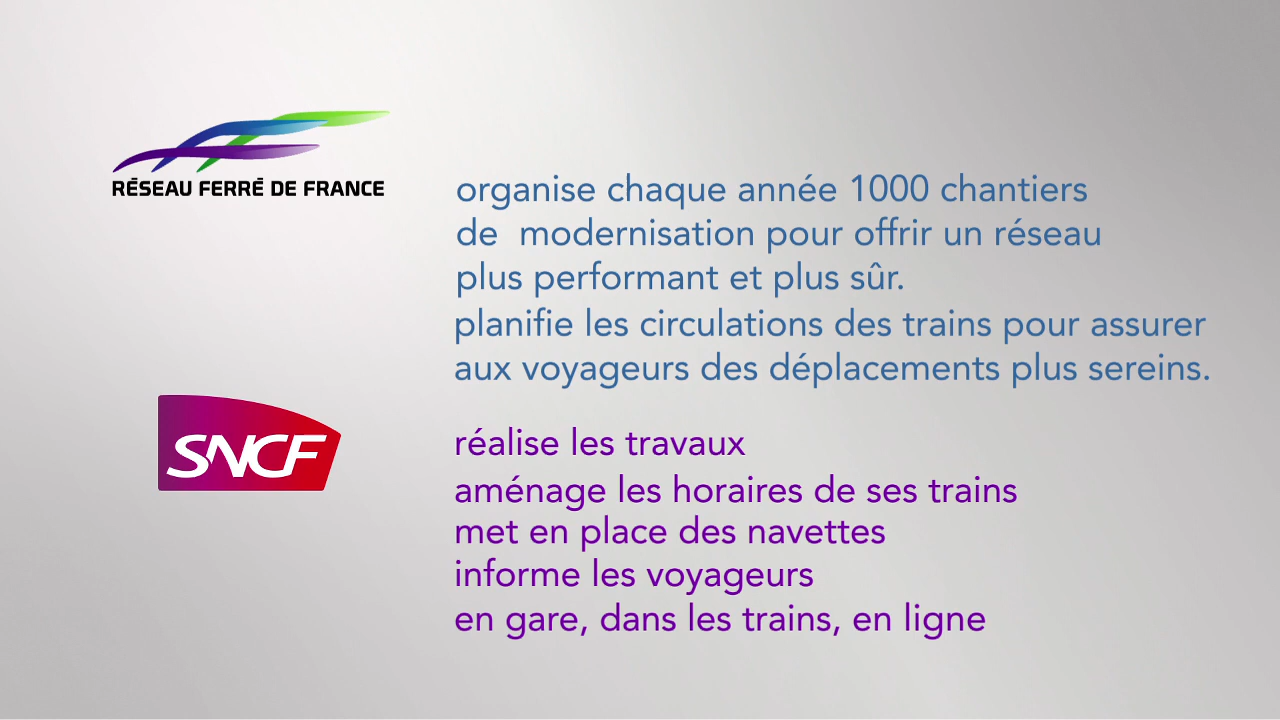 RÉSEAU FERRÉ DE FRANCE
organise chaque année 1000 chantiers
de  modernisation pour offrir un réseau
plus performant et plus sûr.
planifie les circulations des trains pour assurer
aux voyageurs des déplacements plus sereins.
SNCF
réalise les travaux
aménage les horaires de ses trains
met en place des navettes
informe les voyageurs
en gare, dans les trains, en ligne